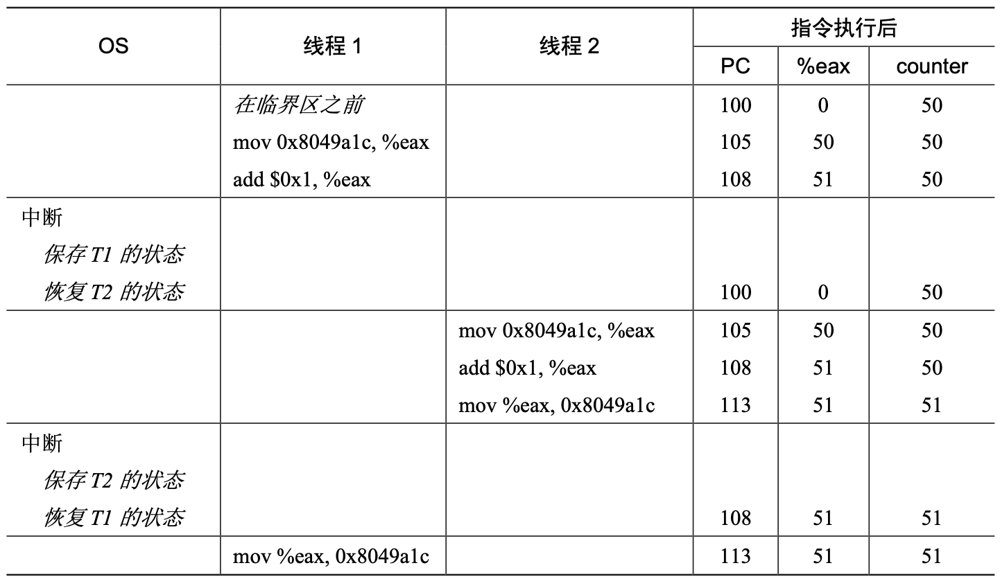 OS 线程 1 线程 2 指令执行后
PC %eax counter
在临界区之前 100 0 50
mov 0x8049a1c, %eax 105 50 50
add $0x1, %eax 108 51 50
中断
保存 T1 的状态
恢复 T2 的状态 100 0 50
mov 0x8049a1c, %eax 105 50 50
add $0x1, %eax 108 51 50
mov %eax, 0x8049a1c 113 51 51
中断
保存 T2 的状态
恢复 T1 的状态 108 51 51
mov %eax, 0x8049a1c 113 51 51